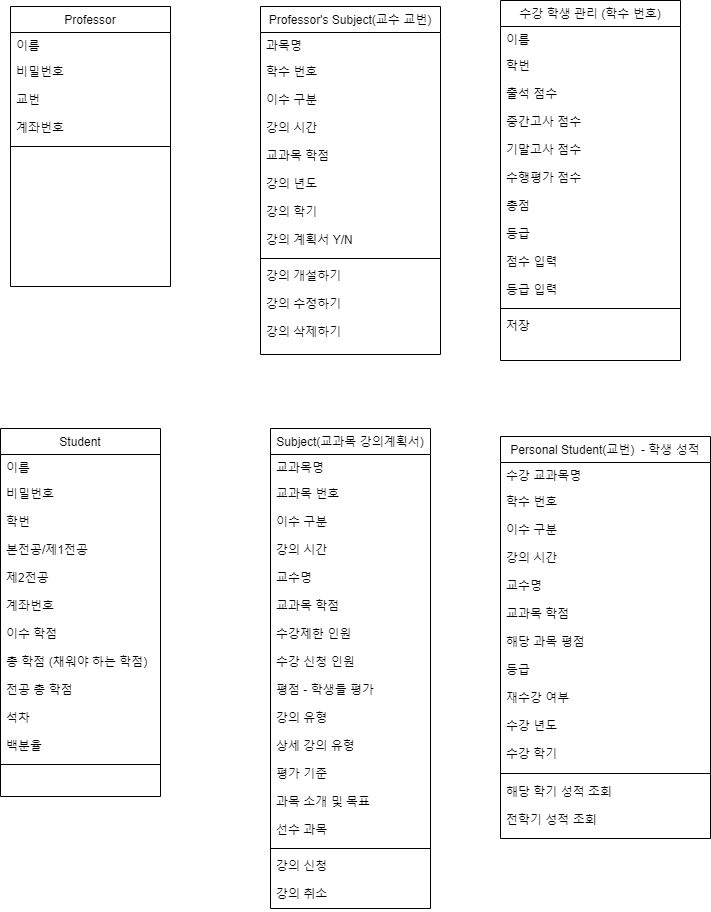 Professor
이름
비밀번호
교번
계좌번호
Professor's Subject(교수 교번)
과목명
학수 번호
이수 구분
강의 시간
교과목 학점
강의 년도
강의 학기
강의 계획서 Y/N
강의 개설하기
강의 수정하기
강의 삭제하기
수강 학생 관리 (학수 번호)
이름
학번
출석 점수
중간고사 점수
기말고사 점수
수행평가 점수
총점
등급
점수 입력
등급 입력
저장
Student
이름
비밀번호
학번
본전공/제1전공
제2전공
계좌번호
이수 학점
총 학점 (채워야 하는 학점)
전공 총 학점
석차
백분율
Subject(교과목 강의계획서)
교과목명
교과목 번호
이수 구분
강의 시간
교수명
교과목 학점
수강제한 인원
수강 신청 인원
평점 - 학생들 평가
강의 유형
상세 강의 유형
평가 기준
과목 소개 및 목표
선수 과목
강의 신청
강의 취소
Personal Student(교번) - 학생 성적
수강 교과목명
학수 번호
이수 구분
강의 시간
교수명
교과목 학점
해당 과목 평점
등급
재수강 여부
수강 년도
수강 학기
해당 학기 성적 조회
전학기 성적 조회